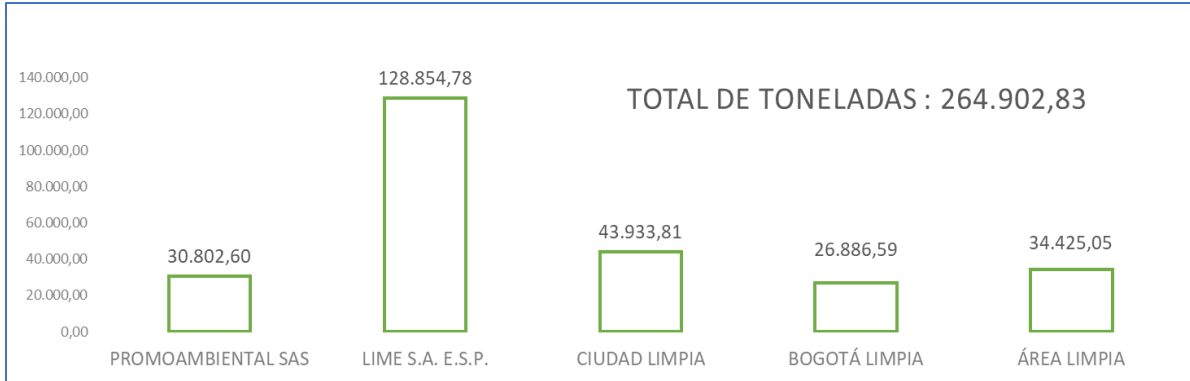 TOTAL DE TONELADAS : 264.902,83
140.000,00
120.000,00
100.000,00
80.000,00
60.000,00
40.000,00
20.000,00
0,00
30.802,60
128.854,78
43.933,81
26.886,59
34.425,05
PROMOAMBIENTAL SAS
LIME S.A. E.S.P.
CIUDAD LIMPIA
BOGOTÁ LIMPIA
ÁREA LIMPIA